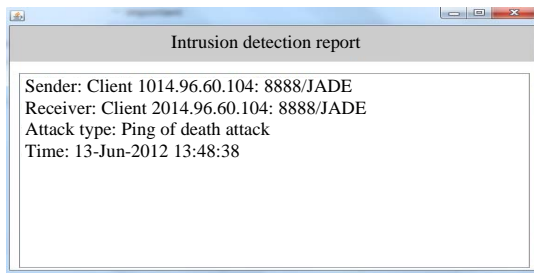 Intrusion detection report
Sender: Client 1014.96.60.104: 8888/JADE
Receiver: Client 2014.96.60.104: 8888/JADE
Attack type: Ping of death attack
Time: 13-Jun-2012 13:48:38